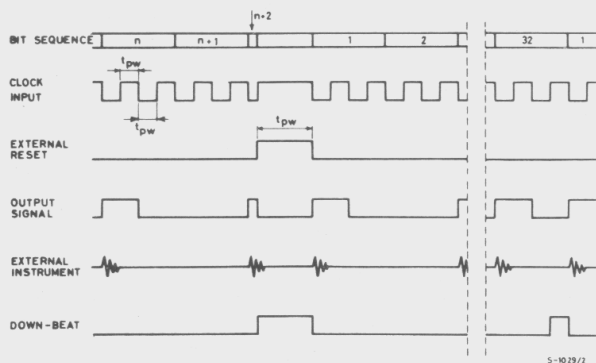 n+2
BIT SEQUENCE
n n+1 1 2 32 1
CLOCK
INPUT
tpw
tpw
EXTERNAL
RESET
tpw
OUTPUT
SIGNAL
EXTERNAL
INSTRUMENT
DOWN-BEAT
S-1029/2